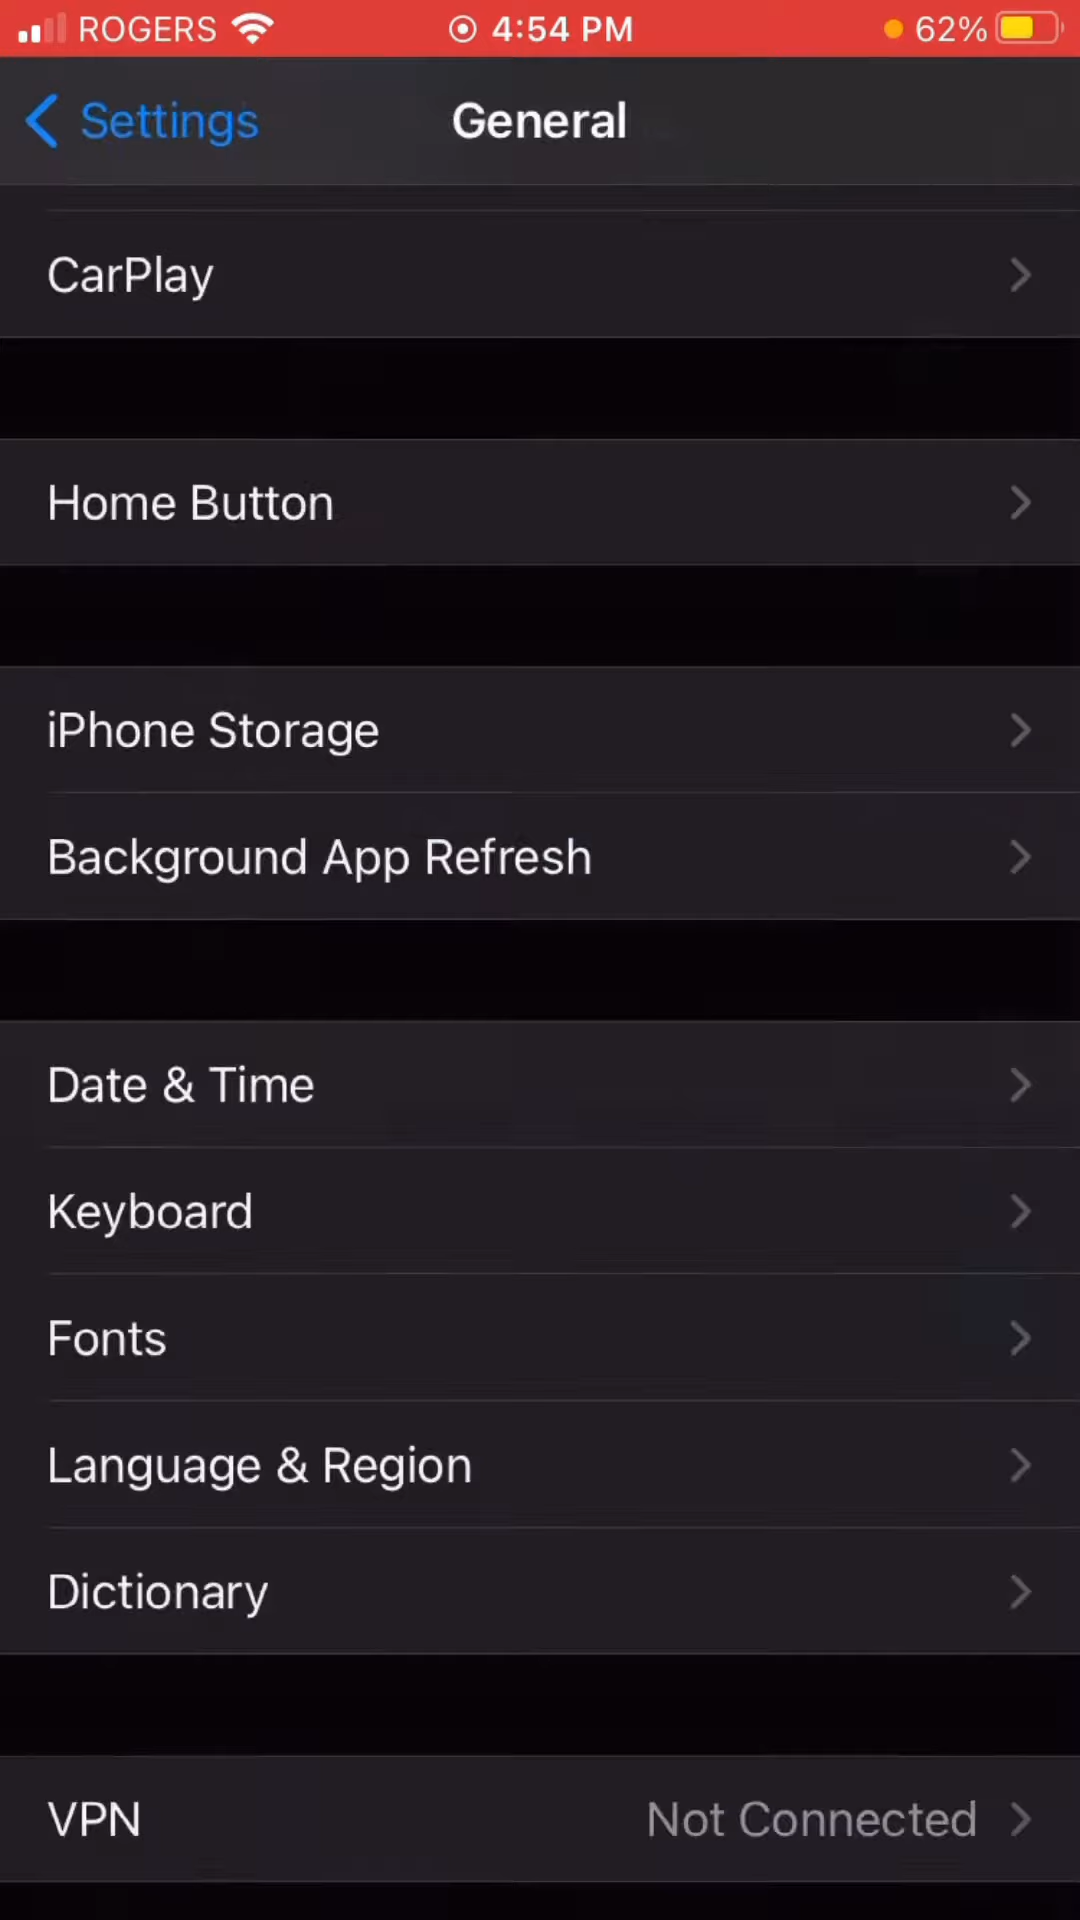 ROGERS 4:54 PM 62%
Settings General
CarPlay
Home Button
iPhone Storage
Background App Refresh
Date & Time
Keyboard
Fonts
Language & Region
Dictionary
VPN Not Connected